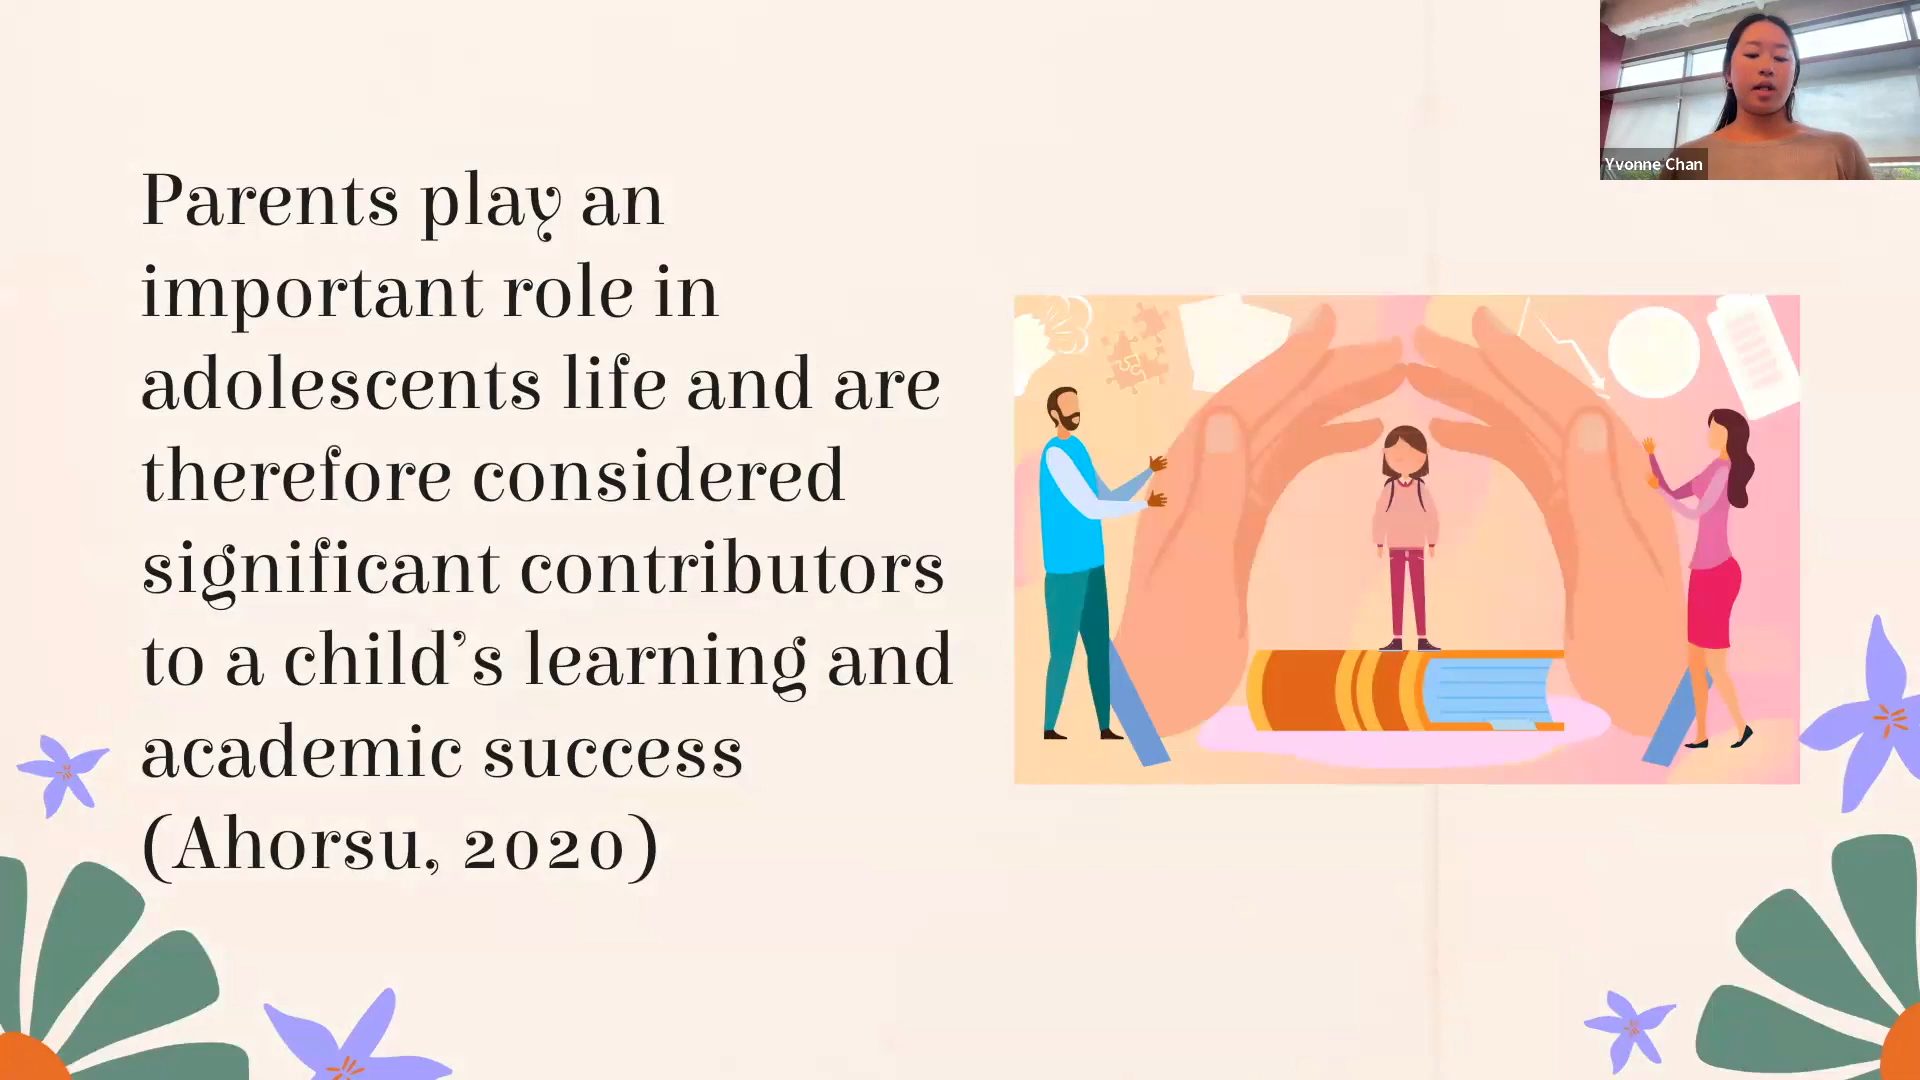 Parents play an
important role in
adolescents life and are
therefore considered
significant contributors
to a child’s learning and
academic success
(Ahorsu, 2020)
Yvonne Chan